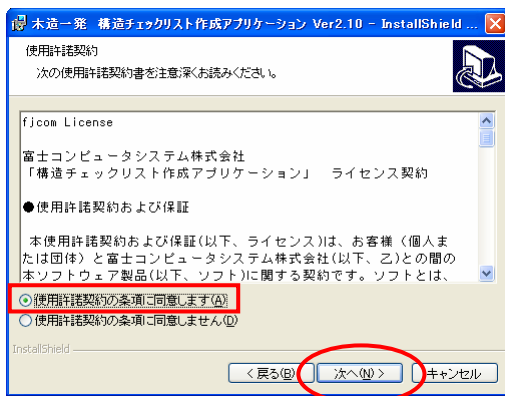 木造一発 構造チェックリスト作成アプリケーション Ver2.10 - InstallShield ...
使用許諾契約
次の使用許諾契約書を注意深くお読みください。
fjcom License
富士コンピュータシステム株式会社
「構造チェックリスト作成アプリケーション」 ライセンス契約
●使用許諾契約および保証
本使用許諾契約および保証(以下、ライセンス)は、お客様（個人ま
たは団体）と富士コンピュータシステム株式会社(以下、乙)との間の
本ソフトウェア製品(以下、ソフト)に関する契約です。ソフトとは、
使用許諾契約の条項に同意します(A)
使用許諾契約の条項に同意しません(D)
InstallShield
< 戻る(B) 次へ(N) > キャンセル